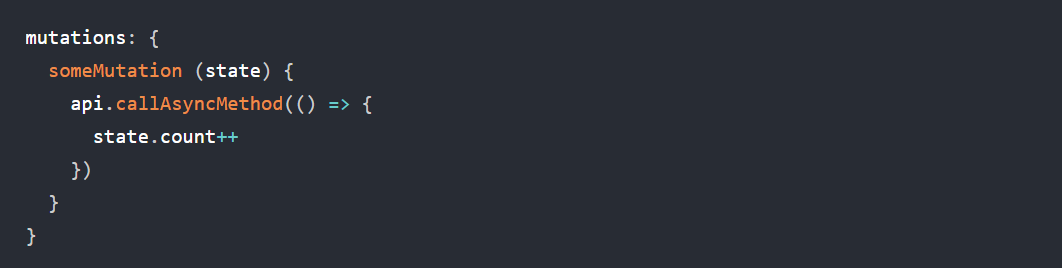 mutations: {
  someMutation (state) {
    api.callAsyncMethod(() => {
      state.count++
    })
  }
}